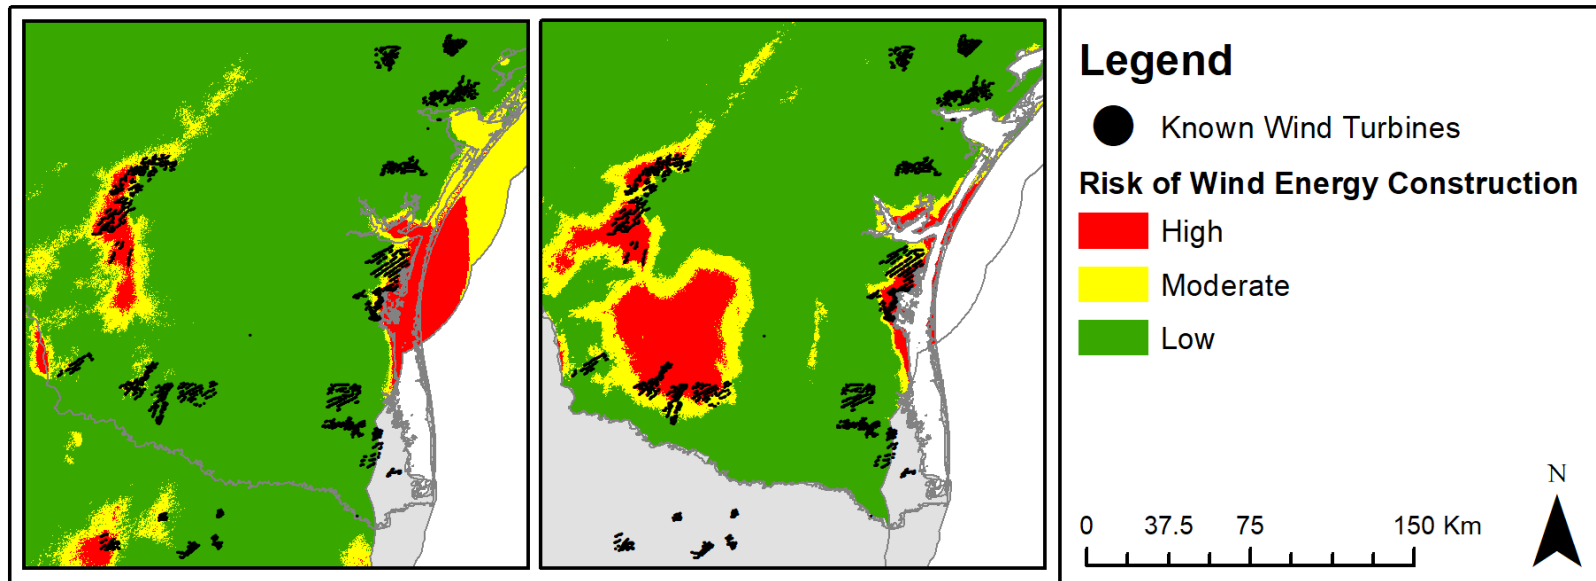 Legend
Known Wind Turbines
Risk of Wind Energy Construction
High
Moderate
Low
N
0 37.5 75 150 Km